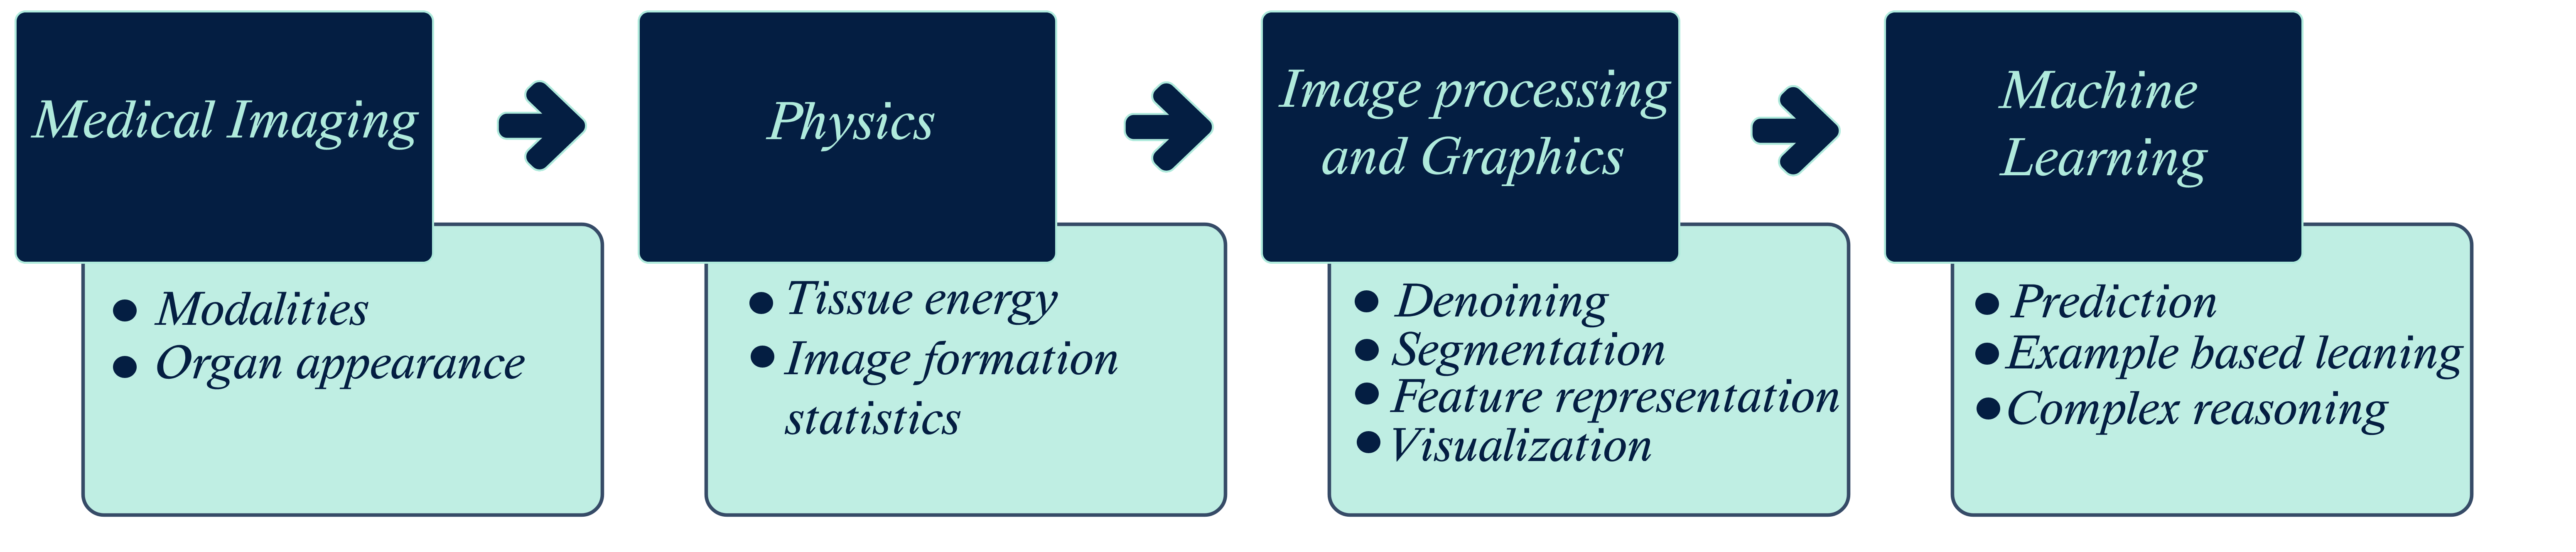 Medical Imaging
● Modalities
● Organ appearance
Physics
● Tissue energy
● Image formation
statistics
Image processing
and Graphics
● Denoining
● Segmentation
● Feature representation
● Visualization
Machine
Learning
● Prediction
● Example based leaning
● Complex reasoning